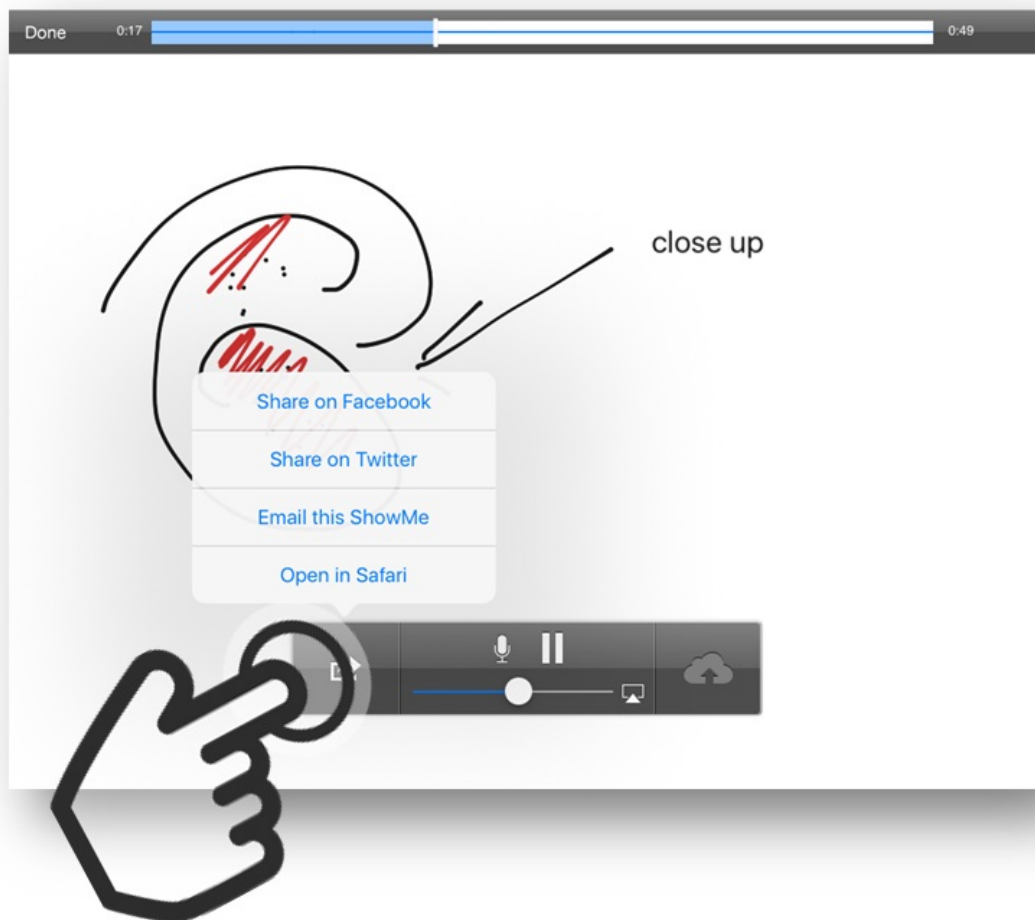 Done 0:17 0:49
close up
Share on Facebook
Share on Twitter
Email this ShowMe
Open in Safari